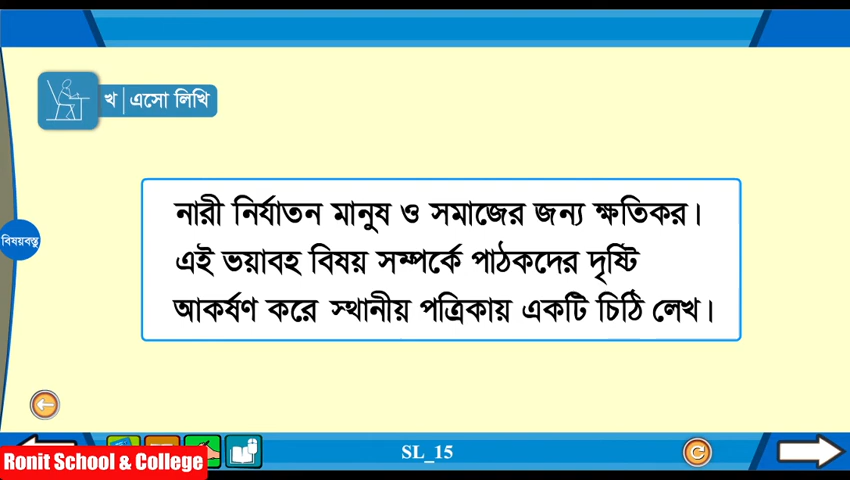 খ | এসো লিখি
নারী নির্যাতন মানুষ ও সমাজের জন্য ক্ষতিকর।
এই ভয়াবহ বিষয় সম্পর্কে পাঠকদের দৃষ্টি
আকর্ষণ করে স্থানীয় পত্রিকায় একটি চিঠি লেখ।
বিষয়বস্তু
SL_15
Ronit School & College